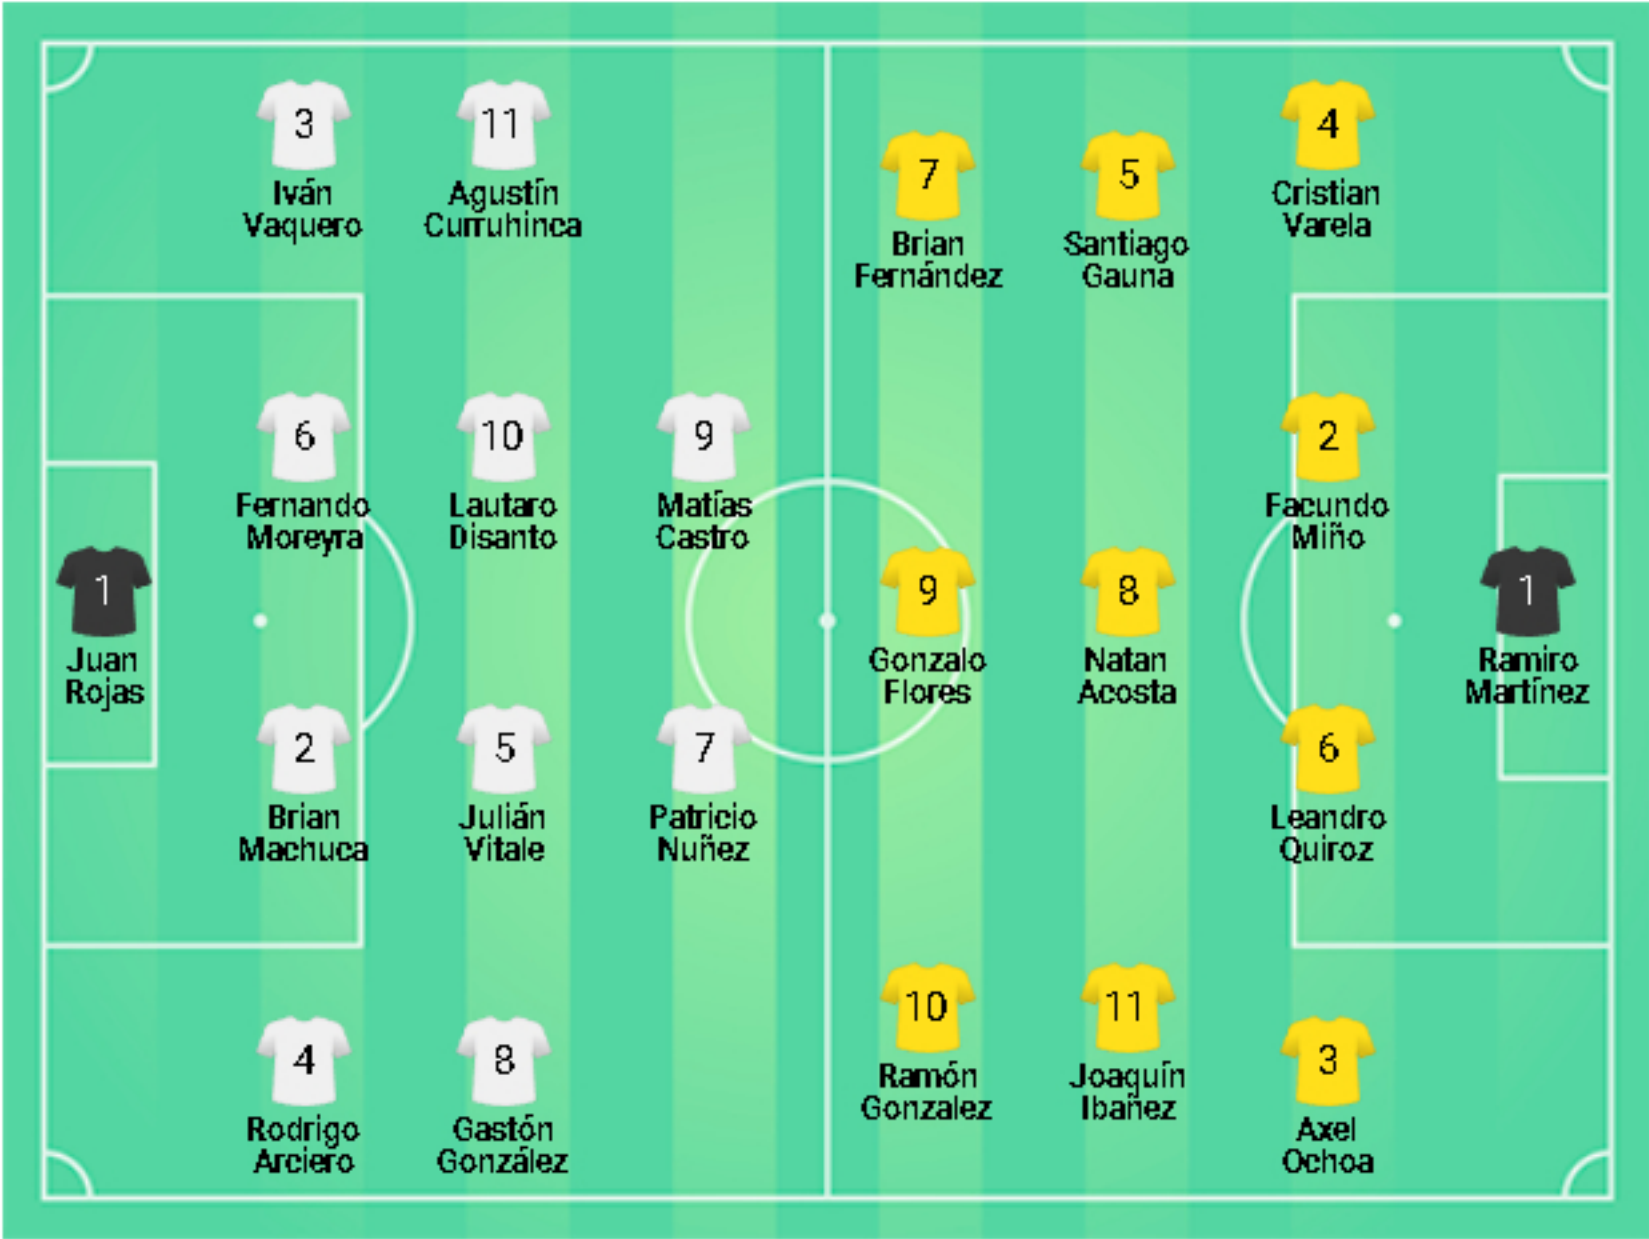 3
Iván
Vaquero
11
Agustín
Curruhinca
7
Brian
Fernández
5
Santiago
Gauna
4
Cristian
Varela
6
Fernando
Moreyra
10
Lautaro
Disanto
9
Matías
Castro
2
Facundo
Miño
1
Juan
Rojas
9
Gonzalo
Flores
8
Natan
Acosta
1
Ramiro
Martínez
2
Brian
Machuca
5
Julián
Vitale
7
Patricio
Nuñez
6
Leandro
Quiroz
10
Ramón
Gonzalez
11
Joaquín
Ibañez
4
Rodrigo
Arciero
8
Gastón
González
3
Axel
Ochoa